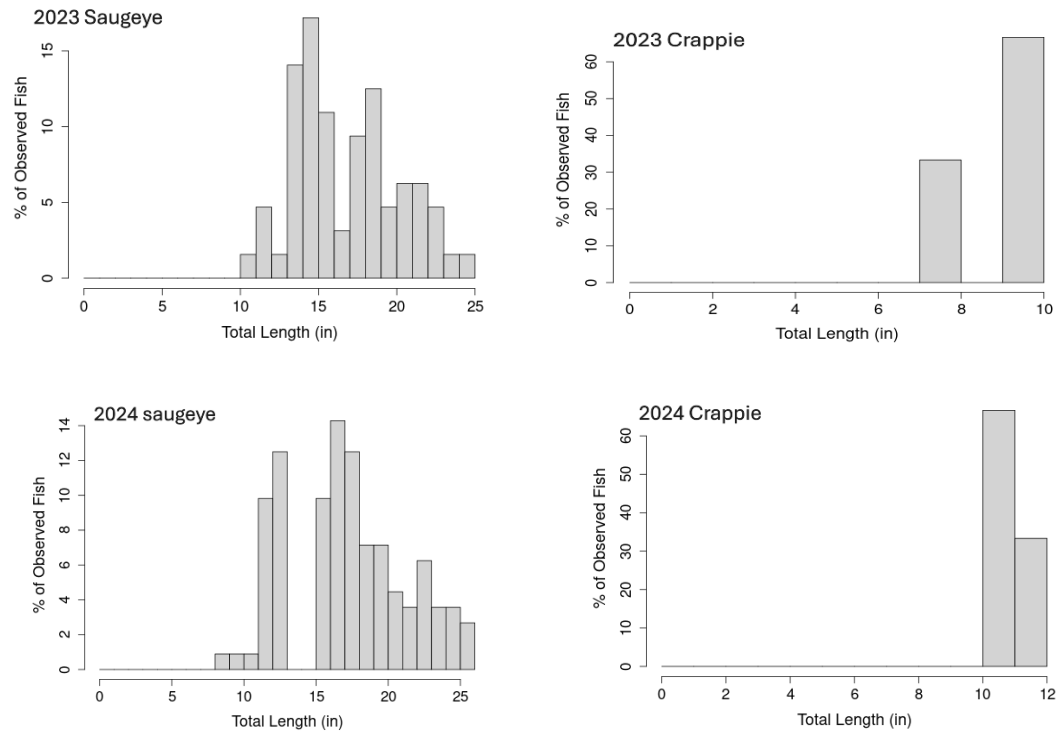 2023 Saugeye
% of Observed Fish
0 5 10 15
0 5 10 15 20 25
Total Length (in)
2023 Crappie
% of Observed Fish
0 10 20 30 40 50 60
0 2 4 6 8 10
Total Length (in)
2024 saugeye
% of Observed Fish
0 2 4 6 8 10 12 14
0 5 10 15 20 25
Total Length (in)
2024 Crappie
% of Observed Fish
0 10 20 30 40 50 60
0 2 4 6 8 10 12
Total Length (in)